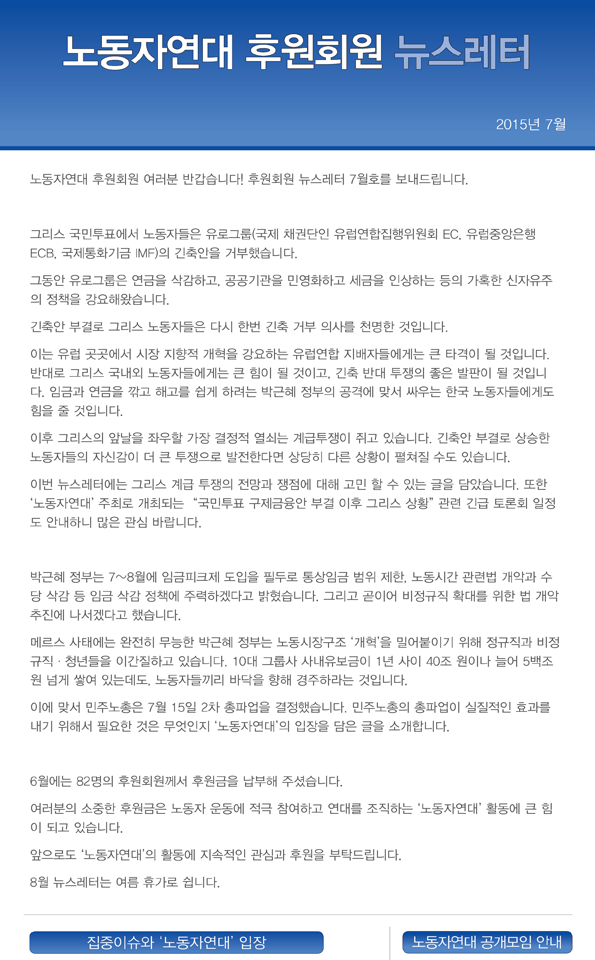 노동자연대 후원회원 뉴스레터
2015년 7월
노동자연대 후원회원 여러분 반갑습니다! 후원회원 뉴스레터 7월호를 보내드립니다.
그리스 국민투표에서 노동자들은 유로그룹(국제 채권단인 유럽연합집행위원회 EC, 유럽중앙은행
ECB, 국제통화기금 IMF)의 긴축안을 거부했습니다.
그동안 유로그룹은 연금을 삭감하고, 공공기관을 민영화하고 세금을 인상하는 등의 가혹한 신자유주
의 정책을 강요해왔습니다.
긴축안 부결로 그리스 노동자들은 다시 한번 긴축 거부 의사를 천명한 것입니다.
이는 유럽 곳곳에서 시장 지향적 개혁을 강요하는 유럽연합 지배자들에게는 큰 타격이 될 것입니다.
반대로 그리스 국내외 노동자들에게는 큰 힘이 될 것이고, 긴축 반대 투쟁의 좋은 발판이 될 것입니
다. 임금과 연금을 깎고 해고를 쉽게 하려는 박근혜 정부의 공격에 맞서 싸우는 한국 노동자들에게도
힘을 줄 것입니다.
이후 그리스의 앞날을 좌우할 가장 결정적 열쇠는 계급투쟁이 쥐고 있습니다. 긴축안 부결로 상승한
노동자들의 자신감이 더 큰 투쟁으로 발전한다면 상당히 다른 상황이 펼쳐질 수도 있습니다.
이번 뉴스레터에는 그리스 계급 투쟁의 전망과 쟁점에 대해 고민 할 수 있는 글을 담았습니다. 또한
‘노동자연대’ 주최로 개최되는 “국민투표 구제금융안 부결 이후 그리스 상황” 관련 긴급 토론회 일정
도 안내하니 많은 관심 바랍니다.
박근혜 정부는 7~8월에 임금피크제 도입을 필두로 통상임금 범위 제한, 노동시간 관련법 개악과 수
당 삭감 등 임금 삭감 정책에 주력하겠다고 밝혔습니다. 그리고 곧이어 비정규직 확대를 위한 법 개악
추진에 나서겠다고 했습니다.
메르스 사태에는 완전히 무능한 박근혜 정부는 노동시장구조 ‘개혁’을 밀어붙이기 위해 정규직과 비정
규직·청년들을 이간질하고 있습니다. 10대 그룹사 사내유보금이 1년 사이 40조 원이나 늘어 5백조
원 넘게 쌓여 있는데도, 노동자들끼리 바닥을 향해 경주하라는 것입니다.
이에 맞서 민주노총은 7월 15일 2차 총파업을 결정했습니다. 민주노총의 총파업이 실질적인 효과를
내기 위해서 필요한 것은 무엇인지 ‘노동자연대’의 입장을 담은 글을 소개합니다.
6월에는 82명의 후원회원께서 후원금을 납부해 주셨습니다.
여러분의 소중한 후원금은 노동자 운동에 적극 참여하고 연대를 조직하는 ‘노동자연대’ 활동에 큰 힘
이 되고 있습니다.
앞으로도 ‘노동자연대’의 활동에 지속적인 관심과 후원을 부탁드립니다.
8월 뉴스레터는 여름 휴가로 쉽니다.
집중이슈와 ‘노동자연대’ 입장
노동자연대 공개모임 안내